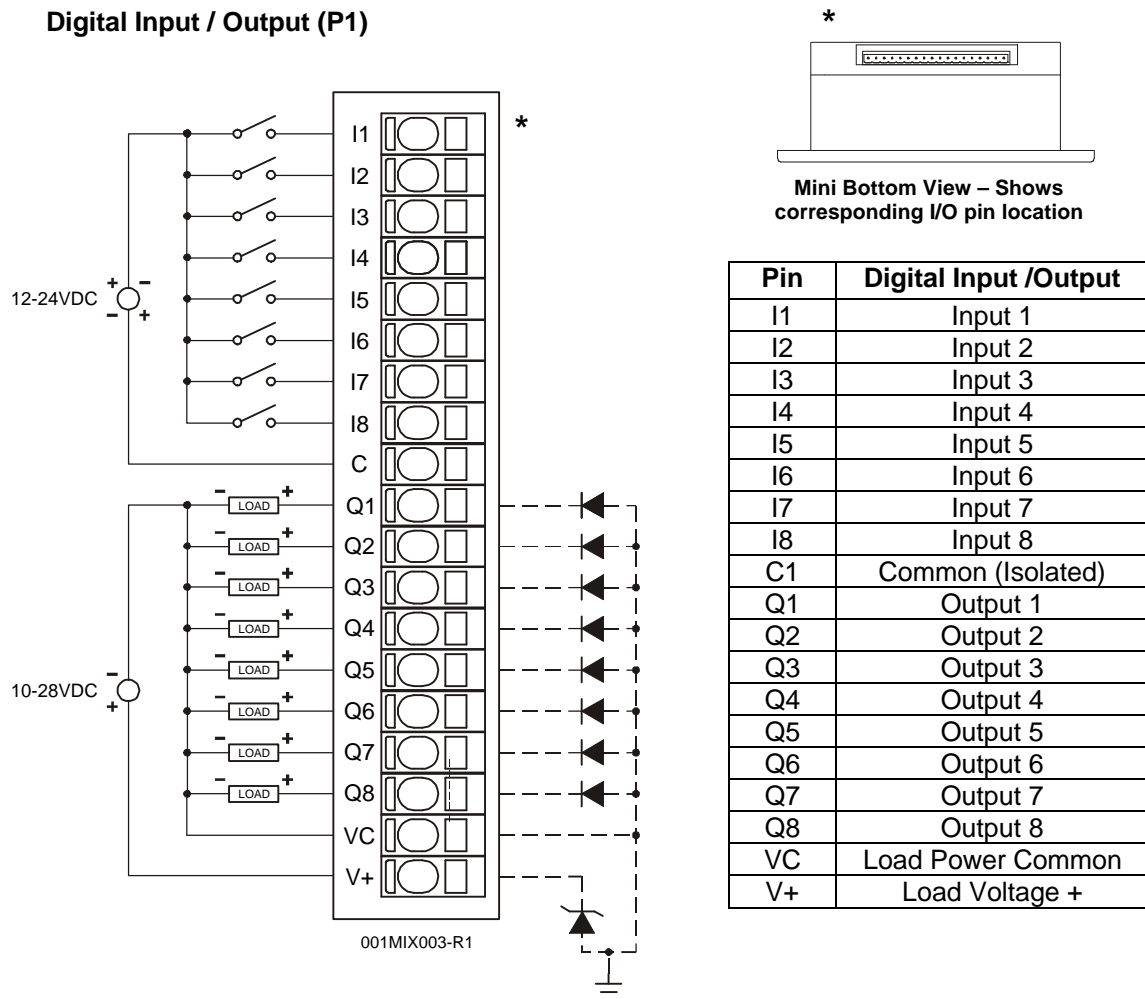 Digital Input / Output (P1)
*
*
I1
I2
I3
I4
I5
I6
I7
I8
C
Q1
Q2
Q3
Q4
Q5
Q6
Q7
Q8
VC
V+
12-24VDC
+ -
- +
10-28VDC
-
+
- LOAD +
- LOAD +
- LOAD +
- LOAD +
- LOAD +
- LOAD +
- LOAD +
- LOAD +
001MIX003-R1
Mini Bottom View – Shows
corresponding I/O pin location
Pin Digital Input /Output
I1 Input 1
I2 Input 2
I3 Input 3
I4 Input 4
I5 Input 5
I6 Input 6
I7 Input 7
I8 Input 8
C1 Common (Isolated)
Q1 Output 1
Q2 Output 2
Q3 Output 3
Q4 Output 4
Q5 Output 5
Q6 Output 6
Q7 Output 7
Q8 Output 8
VC Load Power Common
V+ Load Voltage +